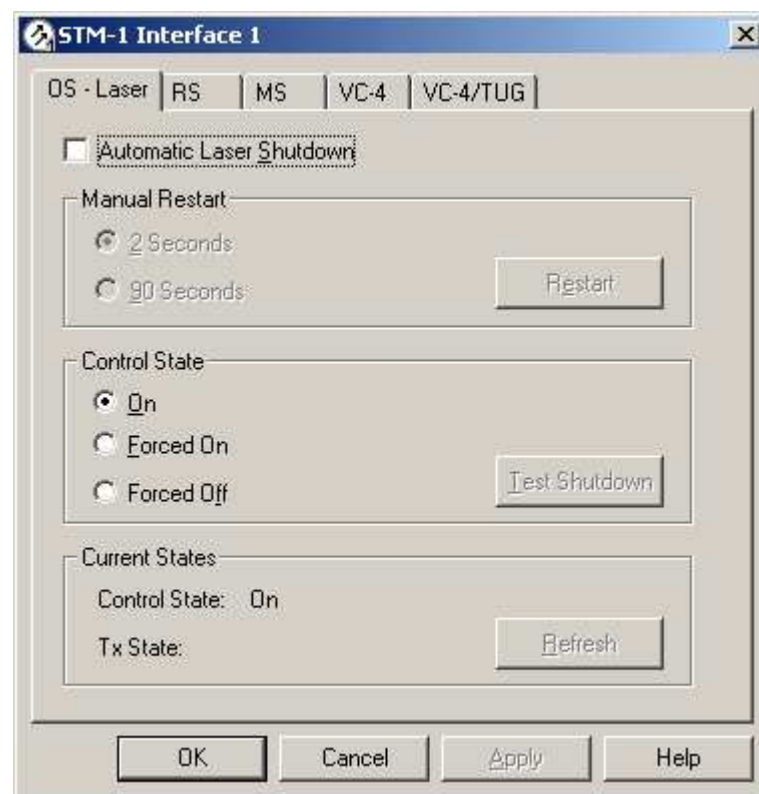 STM-1 Interface 1
OS - Laser RS MS VC-4 VC-4/TUG
Automatic Laser Shutdown
Manual Restart
2 Seconds
90 Seconds
Restart
Control State
On
Forced On
Forced Off
Test Shutdown
Current States
Control State: On
Tx State:
Refresh
OK Cancel Apply Help